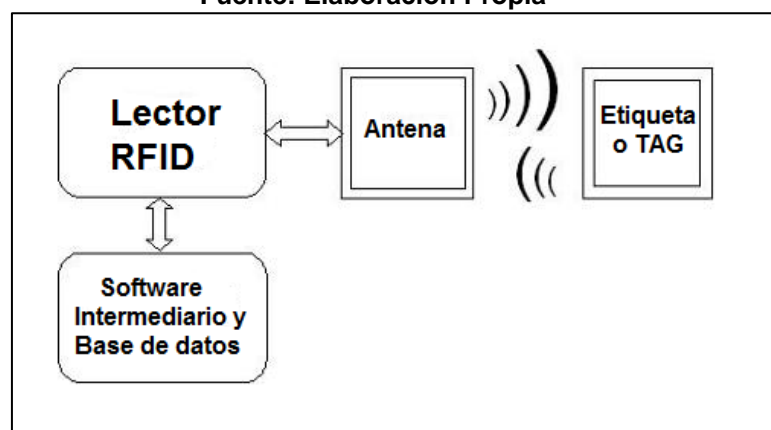 Fuente: Elaboración Propia
Lector
RFID
Antena
Etiqueta
o TAG
Software
Intermediario y
Base de datos